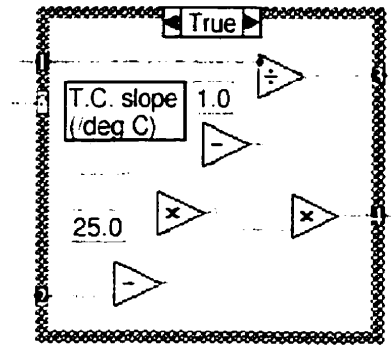 True
T.C. slope
(/deg C)
1.0
÷
−
×
×
25.0
−